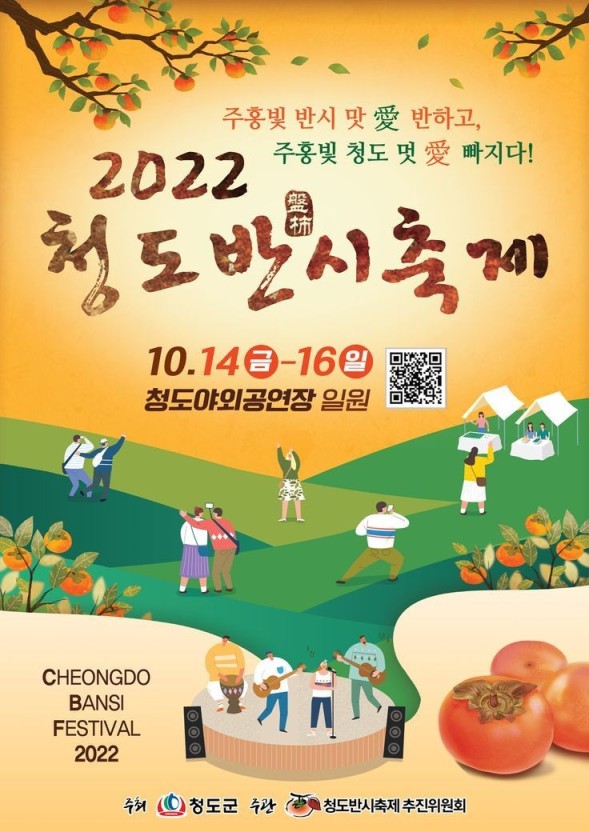 주홍빛 반시 맛 愛 반하고,
주홍빛 청도 멋 愛 빠지다!
2022
盤柿
청도반시축제
10.14금-16일
청도야외공연장 일원
CHEONGDO
BANSI
FESTIVAL
2022
주최 청도군 주관 청도반시축제 추진위원회